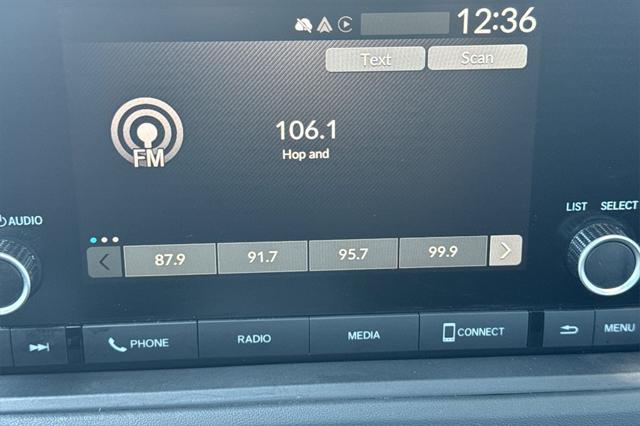 12:36
Text Scan
106.1
FM
Hop and
AUDIO
LIST SELECT
87.9 91.7 95.7 99.9
PHONE RADIO MEDIA CONNECT MENU